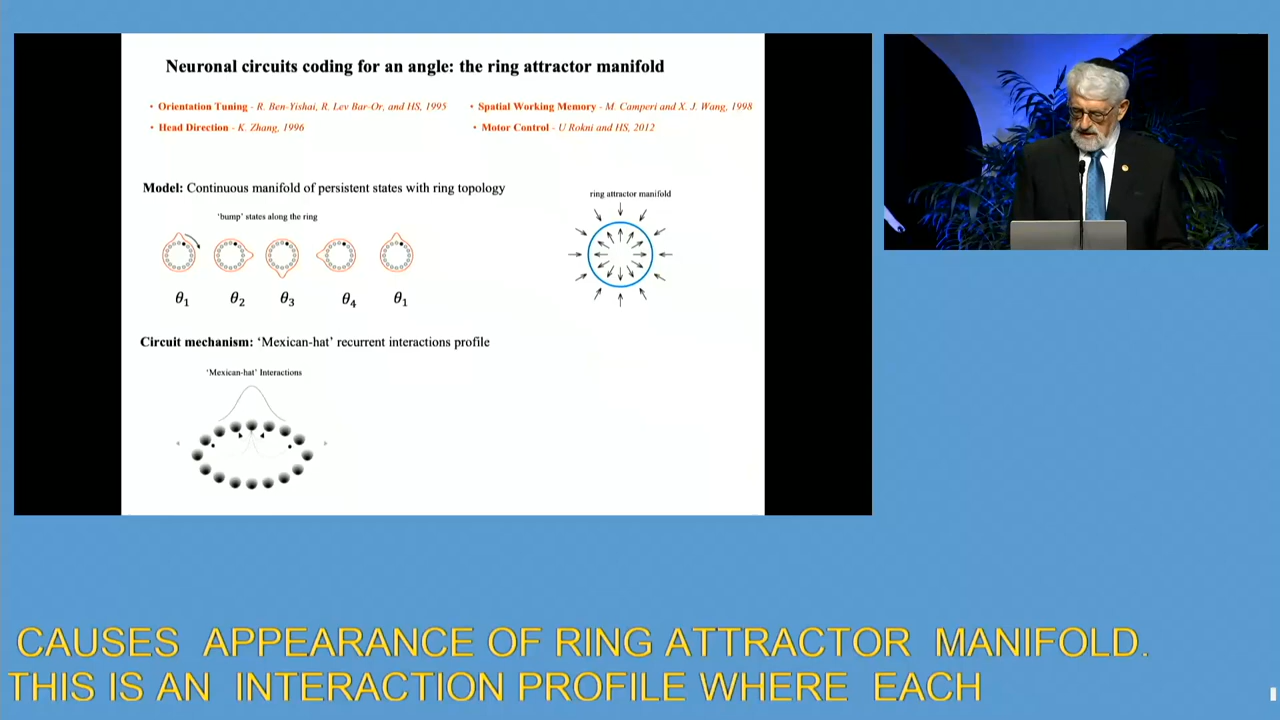 Neuronal circuits coding for an angle: the ring attractor manifold
• Orientation Tuning - R. Ben-Yishai, R. Lev Bar-Or, and HS, 1995
• Spatial Working Memory - M. Camperi and X. J. Wang, 1998
• Head Direction - K. Zhang, 1996
• Motor Control - U Rokni and HS, 2012
Model: Continuous manifold of persistent states with ring topology
ring attractor manifold
'bump' states along the ring
θ₁ θ₂ θ₃ θ₄ θ₁
Circuit mechanism: 'Mexican-hat' recurrent interactions profile
'Mexican-hat' Interactions
CAUSES APPEARANCE OF RING ATTRACTOR MANIFOLD.
THIS IS AN INTERACTION PROFILE WHERE EACH